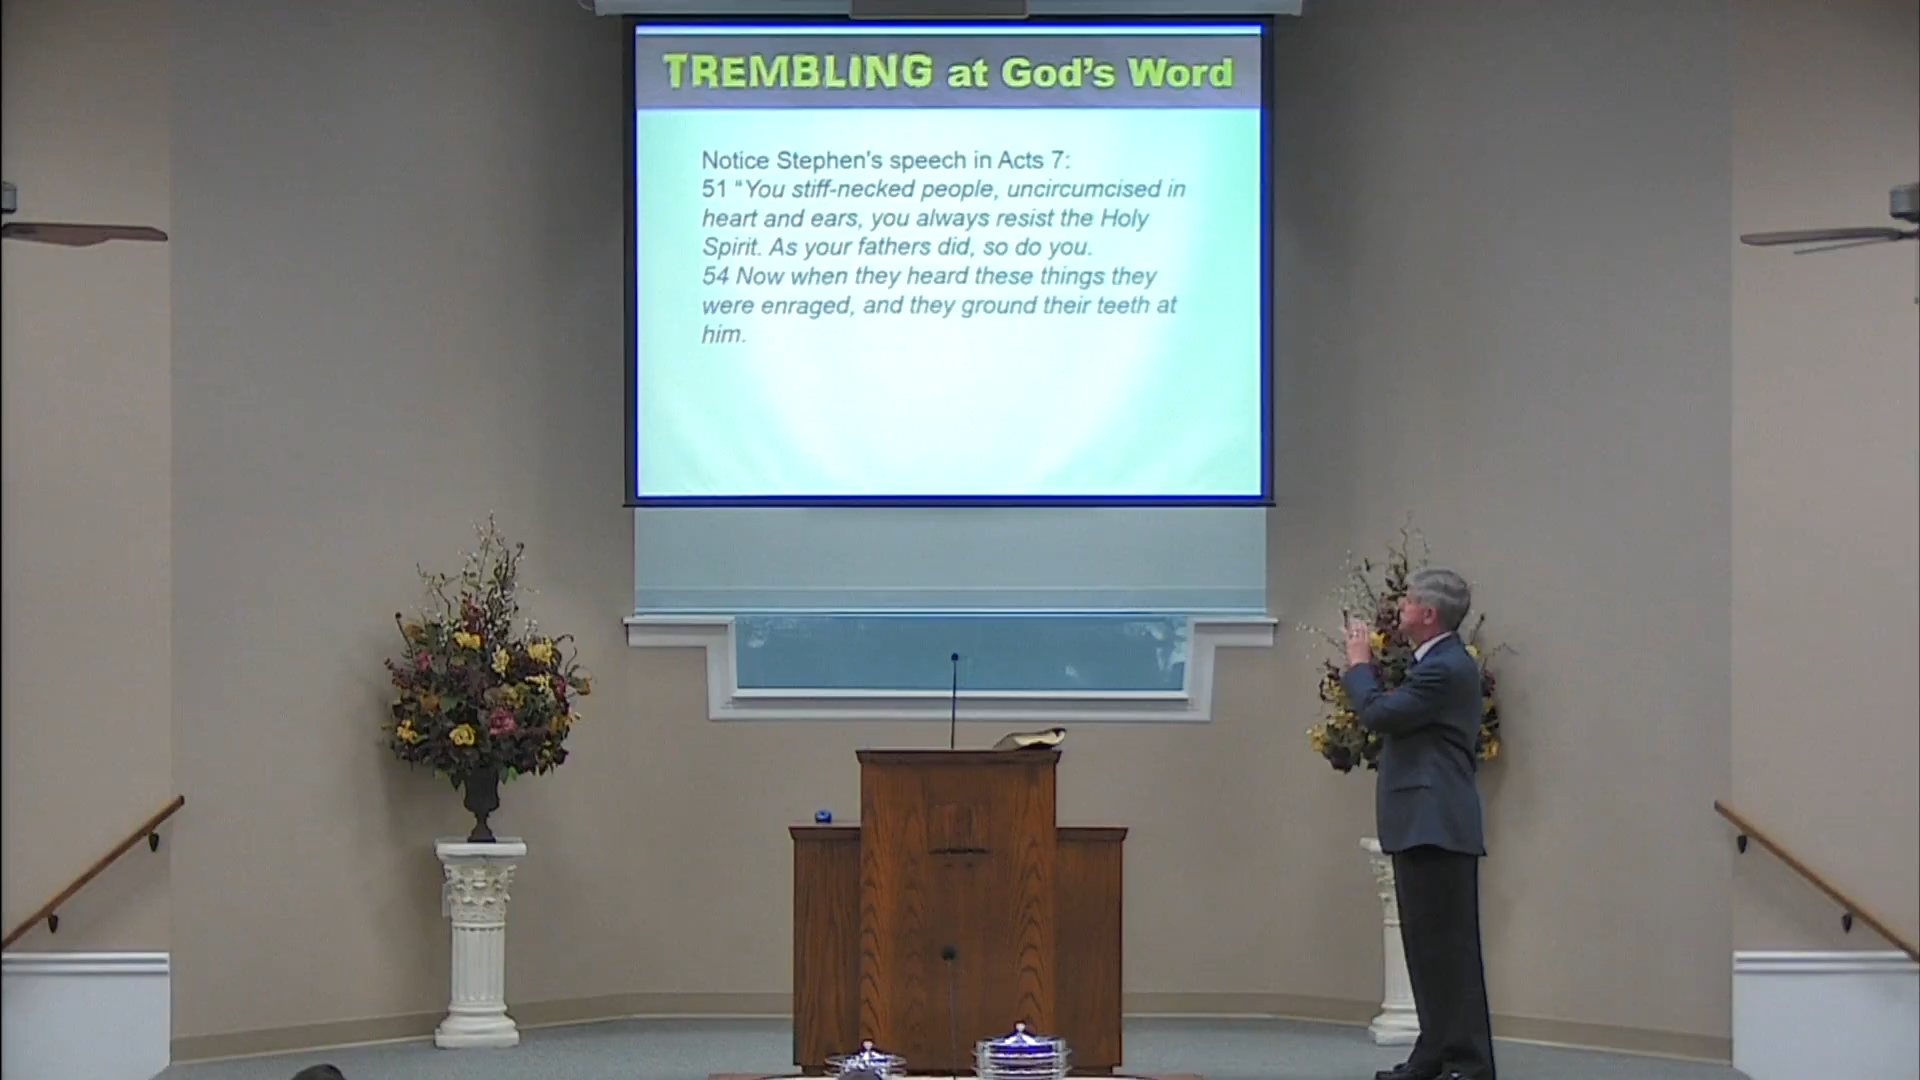 TREMBLING at God's Word
Notice Stephen's speech in Acts 7:
51 “You stiff-necked people, uncircumcised in
heart and ears, you always resist the Holy
Spirit. As your fathers did, so do you.
54 Now when they heard these things they
were enraged, and they ground their teeth at
him.